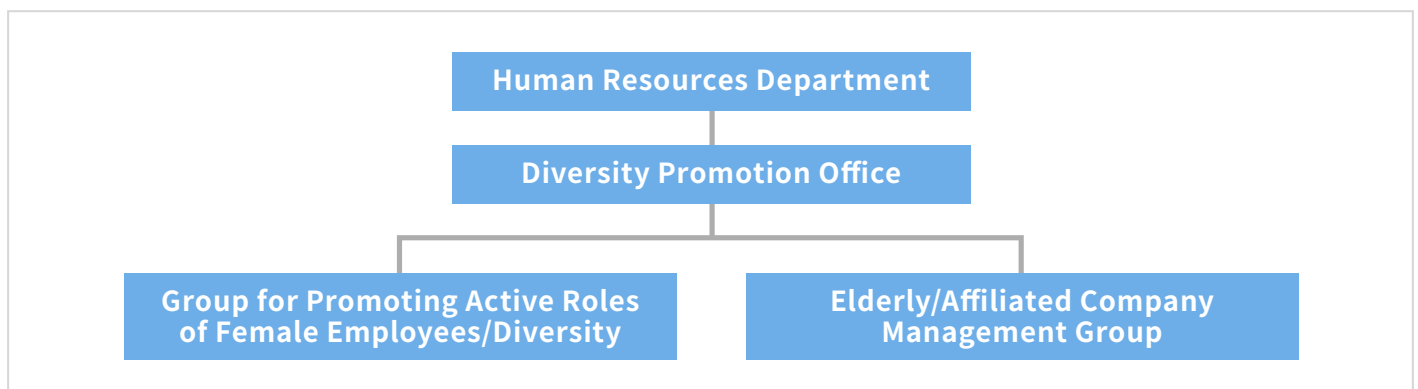 Human Resources Department
Diversity Promotion Office
Group for Promoting Active Roles
of Female Employees/Diversity
Elderly/Affiliated Company
Management Group